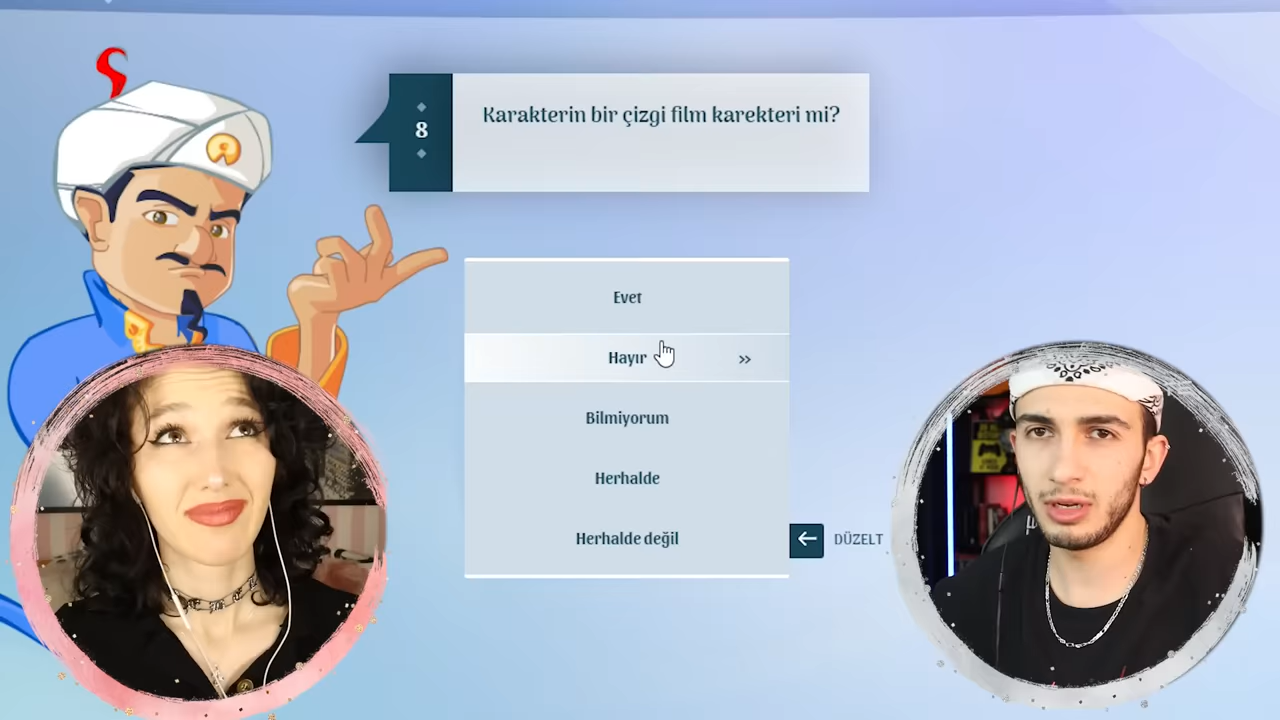 8
Karakterin bir çizgi film karekteri mi?
Evet
Hayır
Bilmiyorum
Herhalde
Herhalde değil
DÜZELT